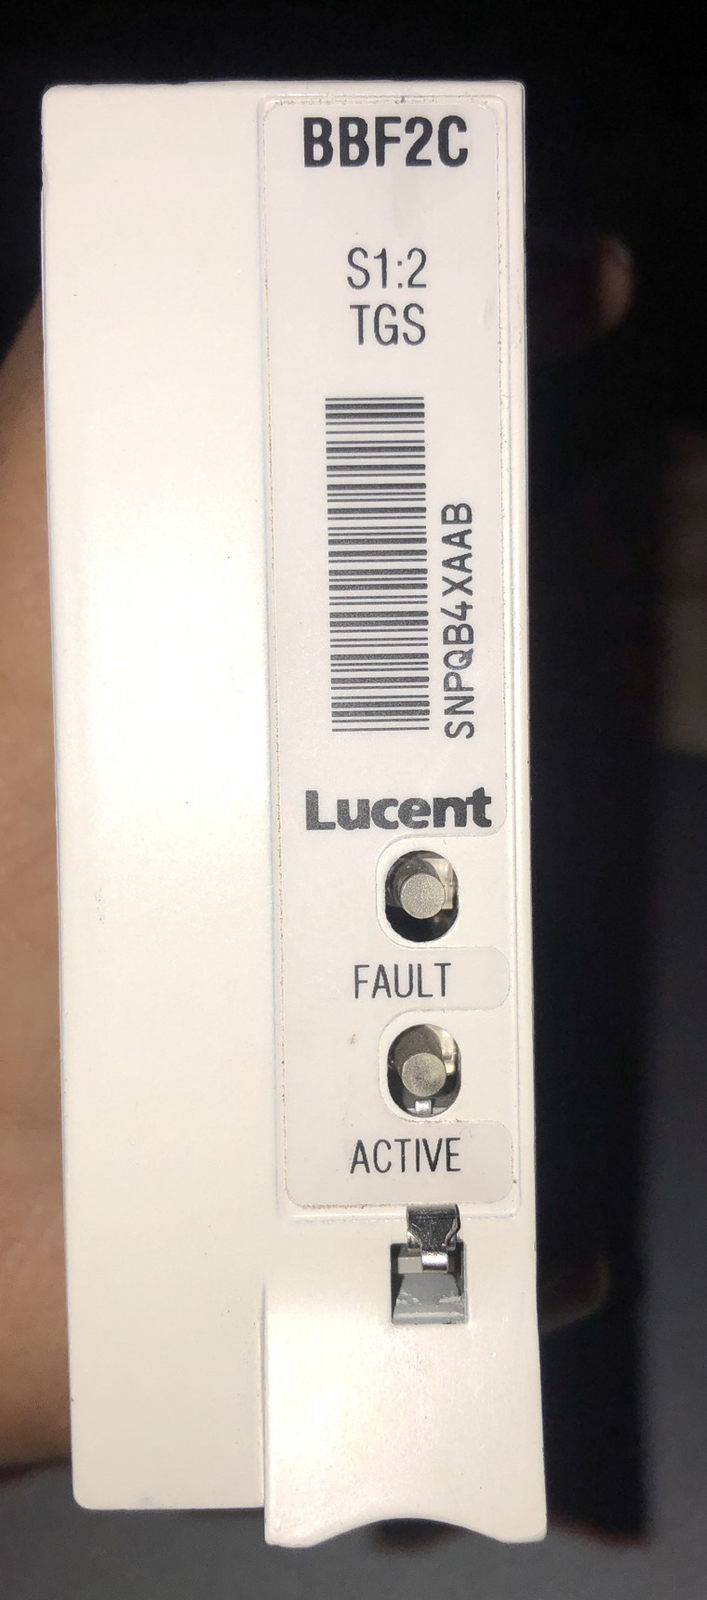 BBF2C
S1:2
TGS
SNPQB4XAAB
Lucent
FAULT
ACTIVE